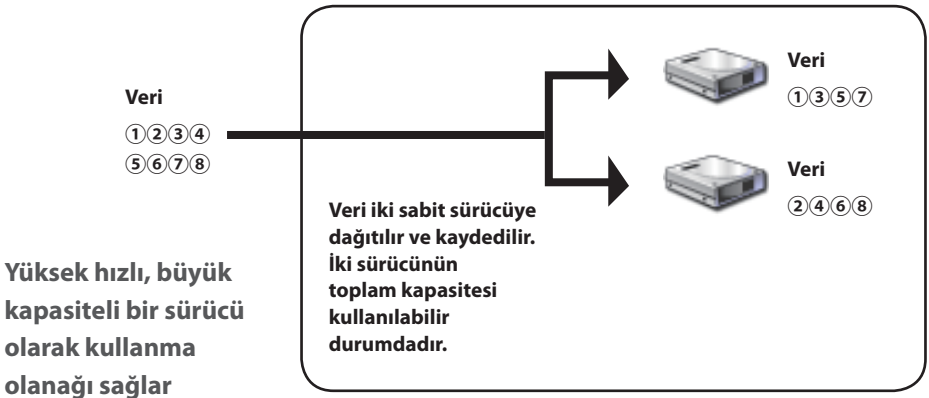 Veri
①②③④
⑤⑥⑦⑧
Veri
①③⑤⑦
Veri
②④⑥⑧
Veri iki sabit sürücüye
dağıtılır ve kaydedilir.
İki sürücünün
toplam kapasitesi
kullanılabilir
durumdadır.
Yüksek hızlı, büyük
kapasiteli bir sürücü
olarak kullanma
olanağı sağlar